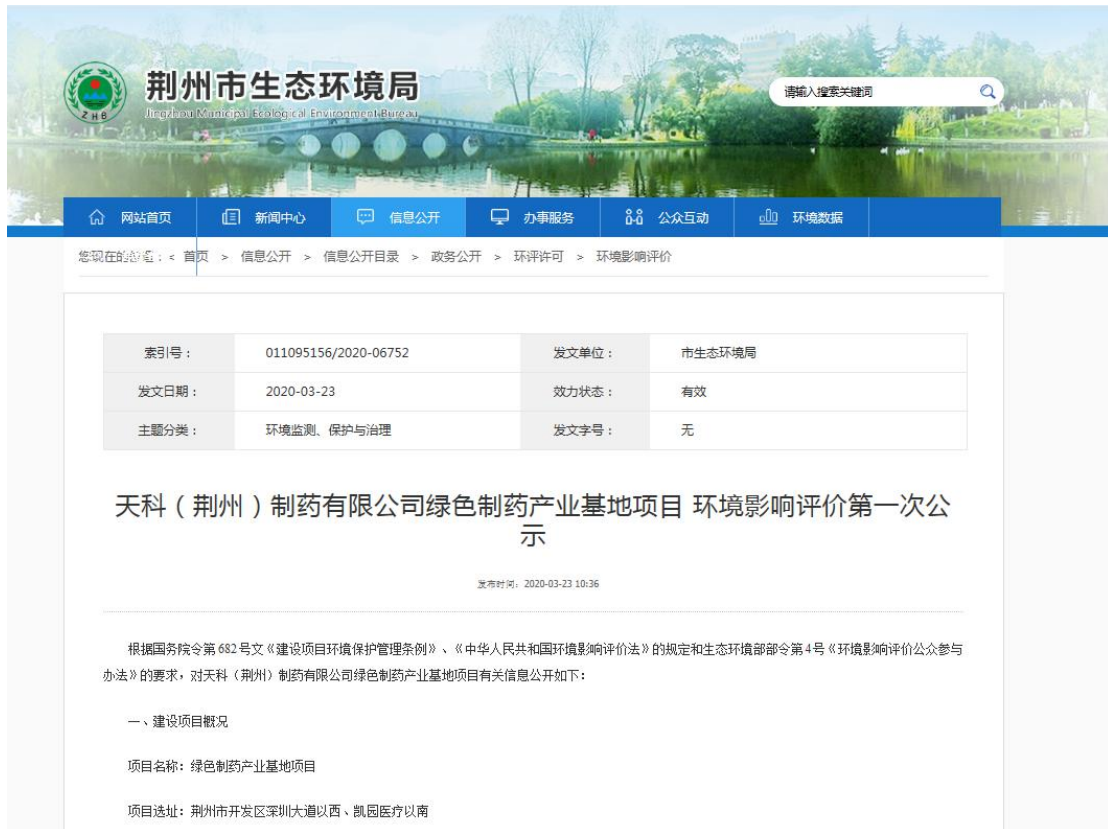 荆州市生态环境局
Jingzhou Municipal Ecological Environment Bureau
ZHB
请输入搜索关键词
网站首页 新闻中心 信息公开 办事服务 公众互动 环境数据
您现在的位置：< 首页 > 信息公开 > 信息公开目录 > 政务公开 > 环评许可 > 环境影响评价
索引号： 011095156/2020-06752 发文单位： 市生态环境局
发文日期： 2020-03-23 效力状态： 有效
主题分类： 环境监测、保护与治理 发文字号： 无
天科（荆州）制药有限公司绿色制药产业基地项目 环境影响评价第一次公
示
发布时间：2020-03-23 10:36
根据国务院令第682号文《建设项目环境保护管理条例》、《中华人民共和国环境影响评价法》的规定和生态环境部部令第4号《环境影响评价公众参与
办法》的要求，对天科（荆州）制药有限公司绿色制药产业基地项目有关信息公开如下：
一、建设项目概况
项目名称：绿色制药产业基地项目
项目选址：荆州市开发区深圳大道以西、凯园医疗以南